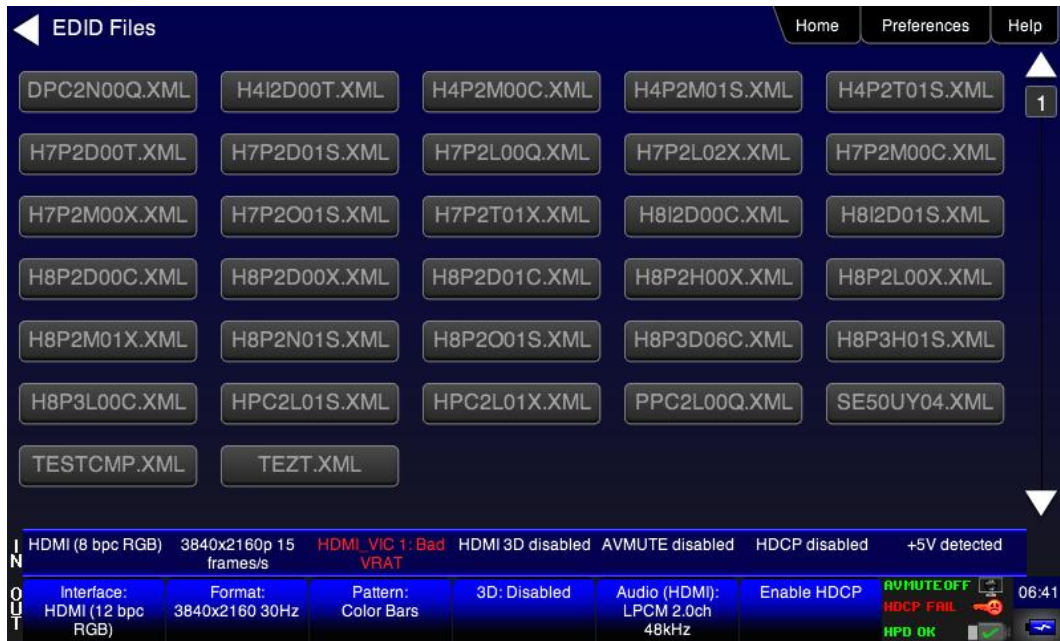 EDID Files
Home Preferences Help
DPC2N00Q.XML H4I2D00T.XML H4P2M00C.XML H4P2M01S.XML H4P2T01S.XML
1
H7P2D00T.XML H7P2D01S.XML H7P2L00Q.XML H7P2L02X.XML H7P2M00C.XML
H7P2M00X.XML H7P2O01S.XML H7P2T01X.XML H8I2D00C.XML H8I2D01S.XML
H8P2D00C.XML H8P2D00X.XML H8P2D01C.XML H8P2H00X.XML H8P2L00X.XML
H8P2M01X.XML H8P2N01S.XML H8P2O01S.XML H8P3D06C.XML H8P3H01S.XML
H8P3L00C.XML HPC2L01S.XML HPC2L01X.XML PPC2L00Q.XML SE50UY04.XML
TESTCMP.XML TEZT.XML
IN
HDMI (8 bpc RGB)
3840x2160p 15
frames/s
HDMI_VIC 1: Bad
VRAT
HDMI 3D disabled
AVMUTE disabled
HDCP disabled
+5V detected
OUT
Interface:
HDMI (12 bpc
RGB)
Format:
3840x2160 30Hz
Pattern:
Color Bars
3D: Disabled
Audio (HDMI):
LPCM 2.0ch
48kHz
Enable HDCP
AVMUTEOFF
HDCP FAIL
HPD OK
06:41